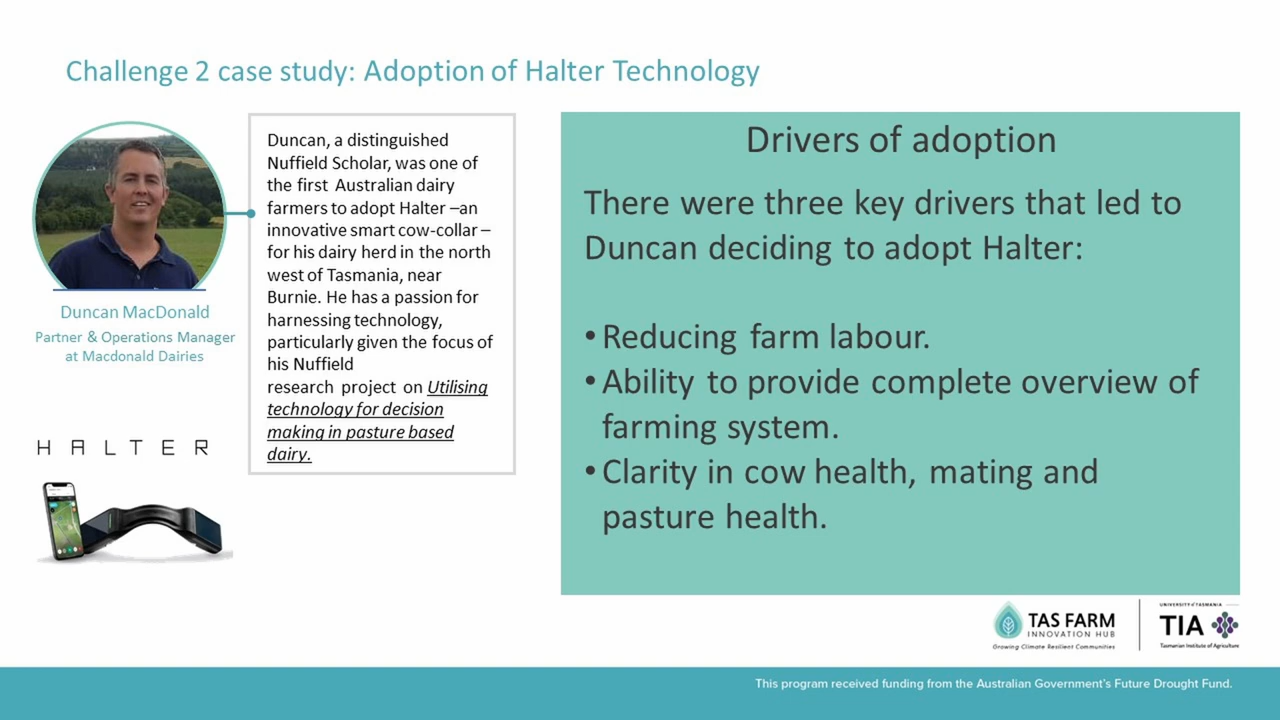 Challenge 2 case study: Adoption of Halter Technology
Duncan MacDonald
Partner & Operations Manager
at Macdonald Dairies
HALTER
Duncan, a distinguished
Nuffield Scholar, was one of
the first Australian dairy
farmers to adopt Halter –an
innovative smart cow-collar –
for his dairy herd in the north
west of Tasmania, near
Burnie. He has a passion for
harnessing technology,
particularly given the focus of
his Nuffield
research project on Utilising
technology for decision
making in pasture based
dairy.
Drivers of adoption
There were three key drivers that led to
Duncan deciding to adopt Halter:
• Reducing farm labour.
• Ability to provide complete overview of
farming system.
• Clarity in cow health, mating and
pasture health.
TAS FARM
INNOVATION HUB
Growing Climate Resilient Communities
UNIVERSITY of TASMANIA
TIA
Tasmanian Institute of Agriculture
This program received funding from the Australian Government's Future Drought Fund.